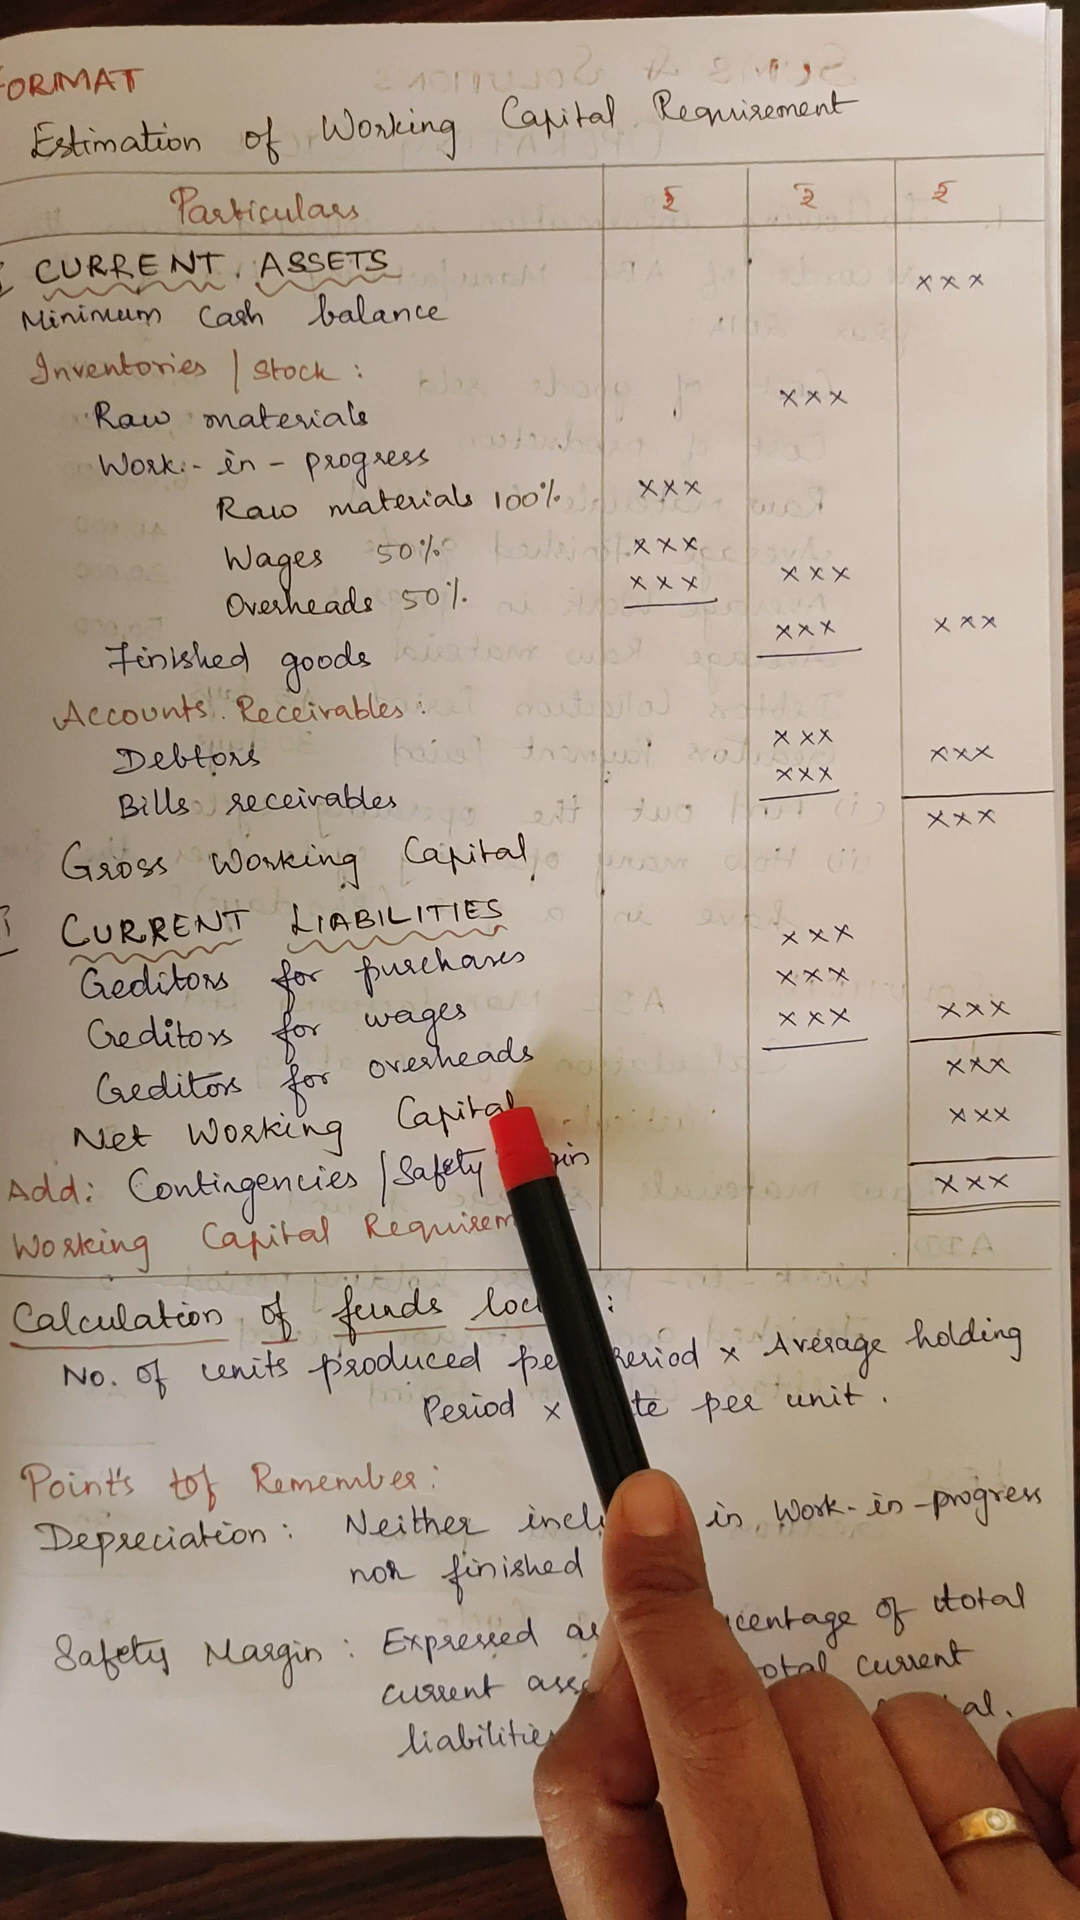 FORMAT
Estimation of Working Capital Requirement
Particulars ₹ ₹ ₹
I CURRENT ASSETS
Minimum Cash balance xxx
Inventories / Stock :
Raw materials xxx
Work-in-progress
Raw materials 100% xxx
Wages 50% xxx
Overheads 50% xxx xxx
Finished goods xxx xxx
Accounts Receivables :
Debtors xxx
Bills receivables xxx xxx
Gross Working Capital xxx
CURRENT LIABILITIES
Creditors for purchases xxx
Creditors for wages xxx
Creditors for overheads xxx xxx
Net Working Capital xxx
Add: Contingencies / Safety xxx
Working Capital xxx
Calculation of funds :
No. of units produced period x Average holding
Period x per unit.
Points tof Remember:
Depreciation : Neither in Work-in-progress
nor finished
Safety Margin : Expressed as of total
current total current